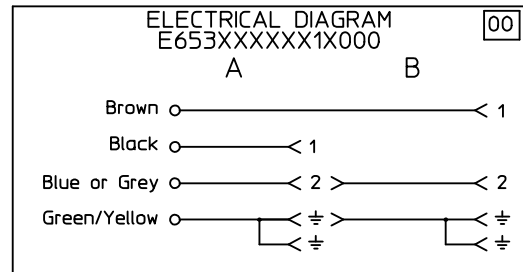 ELECTRICAL DIAGRAM 00
E653XXXXXX1X000
A B
Brown 1
Black 1
Blue or Grey 2 2
Green/Yellow